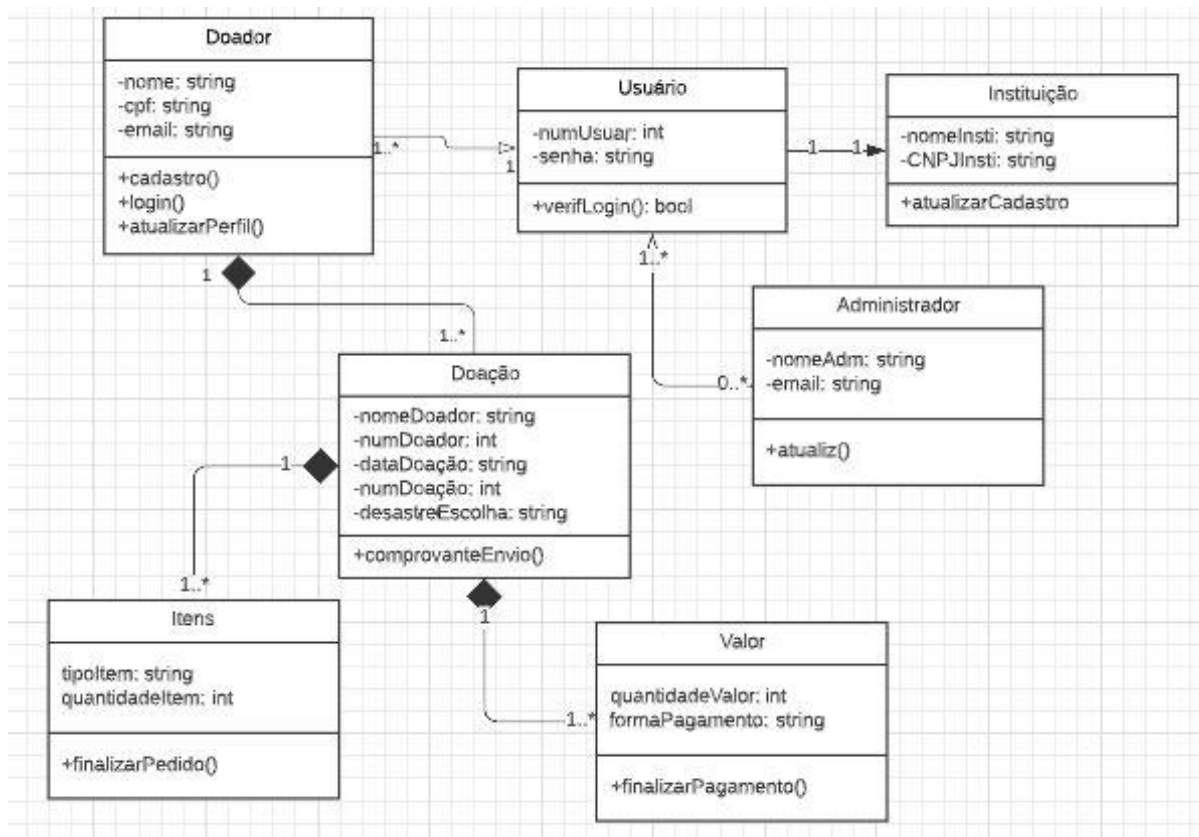 Doador
-nome: string
-cpf: string
-email: string
+cadastro()
+login()
+atualizarPerfil()
1..*
1
Usuário
-numUsuar: int
-senha: string
+verifLogin(): bool
1
1
Instituição
-nomeInsti: string
-CNPJInsti: string
+atualizarCadastro
1..*
0..*
Administrador
-nomeAdm: string
-email: string
+atualiz()
1
1..*
Doação
-nomeDoador: string
-numDoador: int
-dataDoação: string
-numDoação: int
-desastreEscolha: string
+comprovanteEnvio()
1
1..*
Itens
tipoItem: string
quantidadeItem: int
+finalizarPedido()
1
1..*
Valor
quantidadeValor: int
formaPagamento: string
+finalizarPagamento()